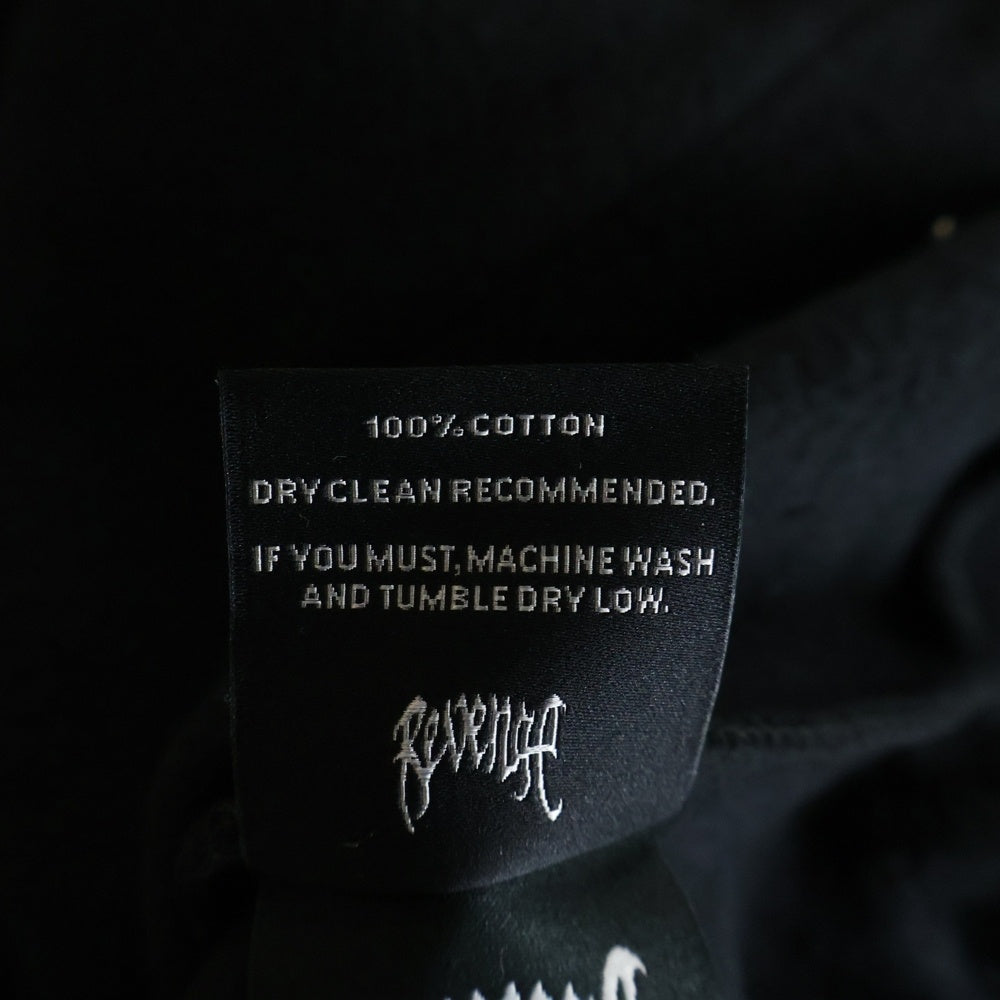 100% COTTON
DRY CLEAN RECOMMENDED.
IF YOU MUST, MACHINE WASH
AND TUMBLE DRY LOW.
REVENGE